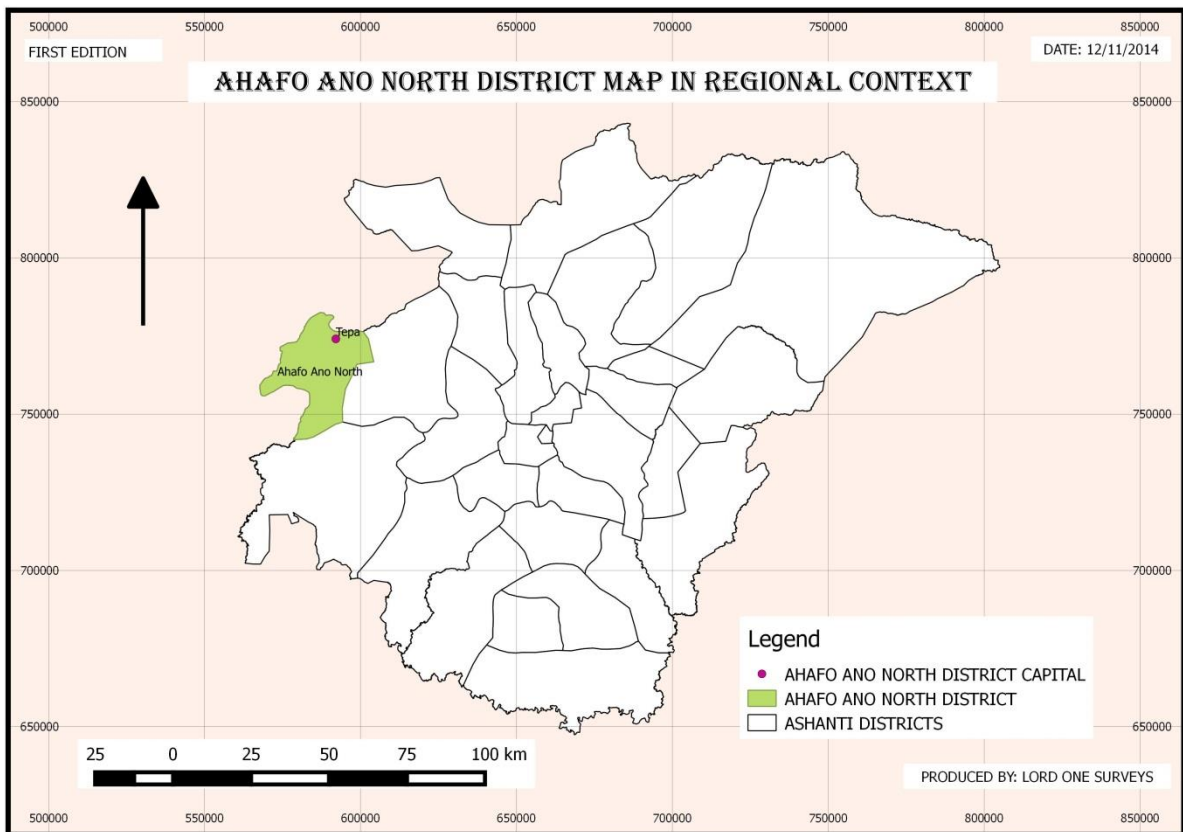 500000 550000 600000 650000 700000 750000 800000 850000
FIRST EDITION
DATE: 12/11/2014
AHAFO ANO NORTH DISTRICT MAP IN REGIONAL CONTEXT
850000 850000
800000 800000
Tepa
Ahafo Ano North
750000 750000
700000 700000
Legend
AHAFO ANO NORTH DISTRICT CAPITAL
AHAFO ANO NORTH DISTRICT
ASHANTI DISTRICTS
650000 650000
25 0 25 50 75 100 km
PRODUCED BY: LORD ONE SURVEYS
500000 550000 600000 650000 700000 750000 800000 850000